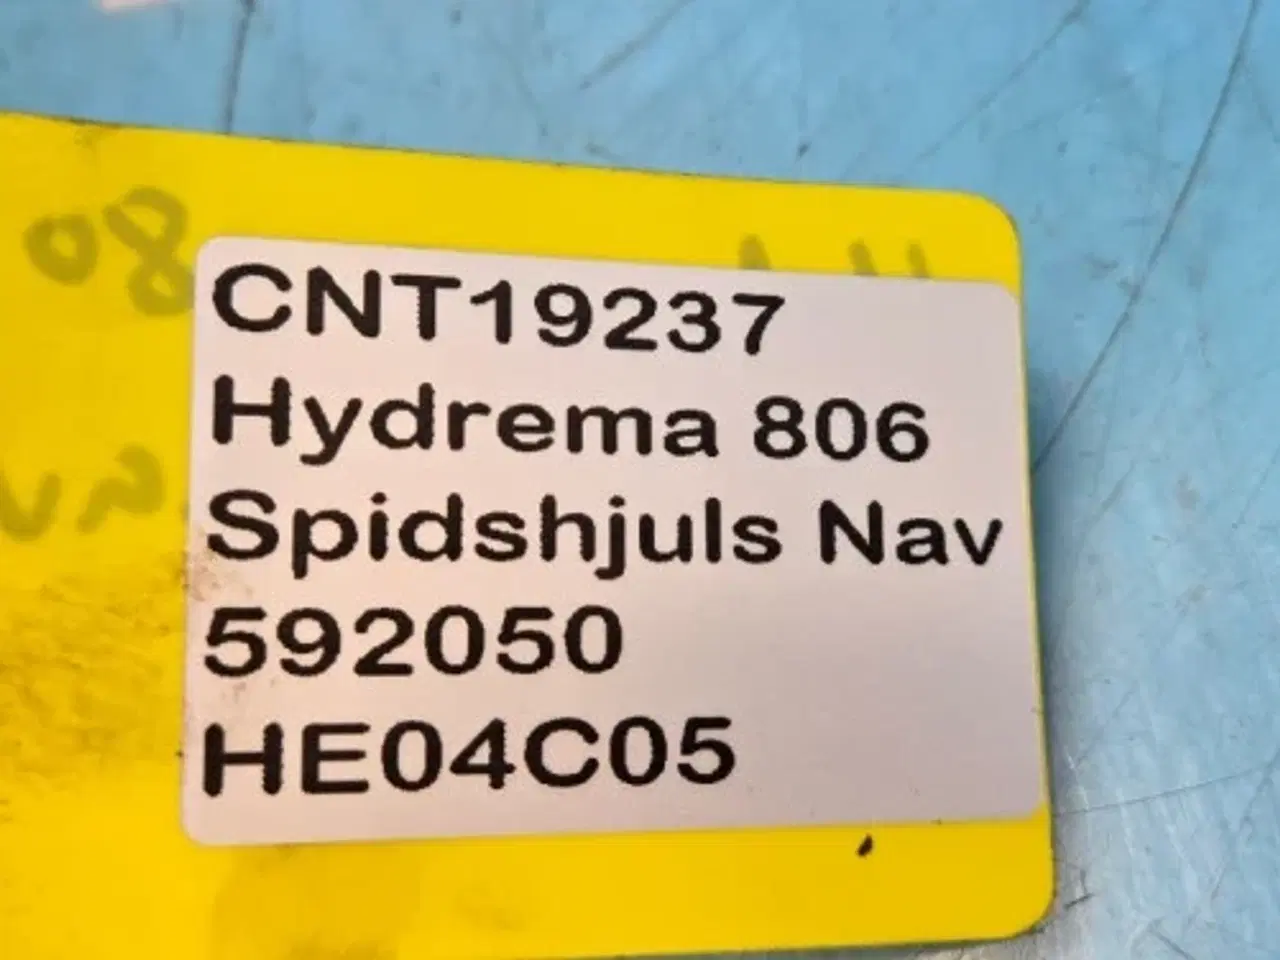 CNT19237
Hydrema 806
Spidshjuls Nav
592050
HE04C05